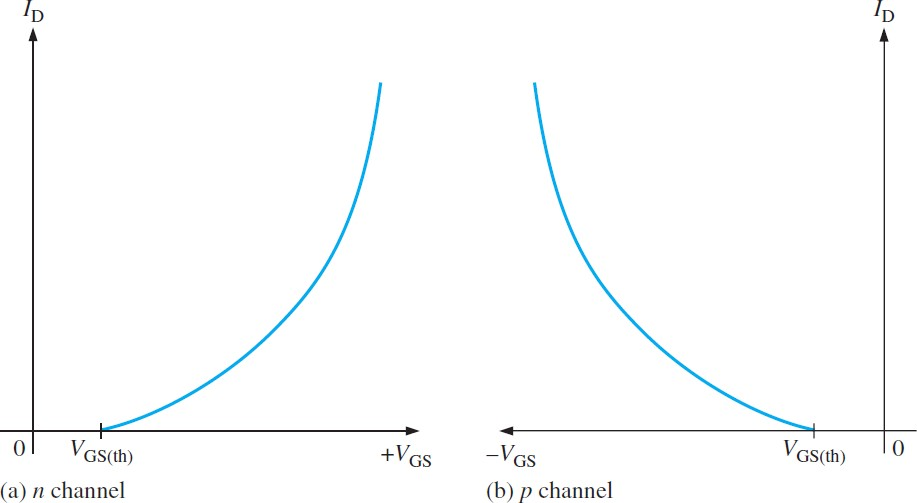 I_D
0
V_GS(th)
+V_GS
(a) n channel
I_D
−V_GS
V_GS(th)
0
(b) p channel